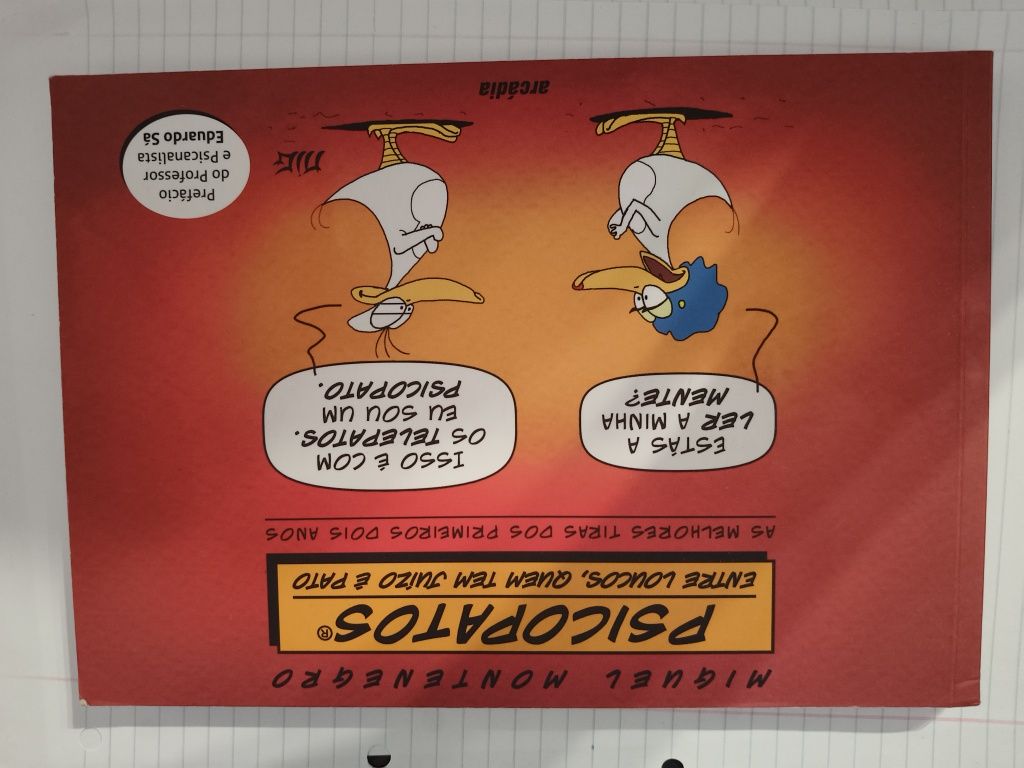 MIGUEL MONTENEGRO
PSICOPATOS®
ENTRE LOUCOS, QUEM TEM JUÍZO É PATO
AS MELHORES TIRAS DOS PRIMEIROS DOIS ANOS
ESTÁS A
LER A MINHA
MENTE?
ISSO É COM
OS TELEPATOS.
EU SOU UM
PSICOPATO.
MIG
Prefácio
do Professor
e Psicanalista
Eduardo Sá
arcádia